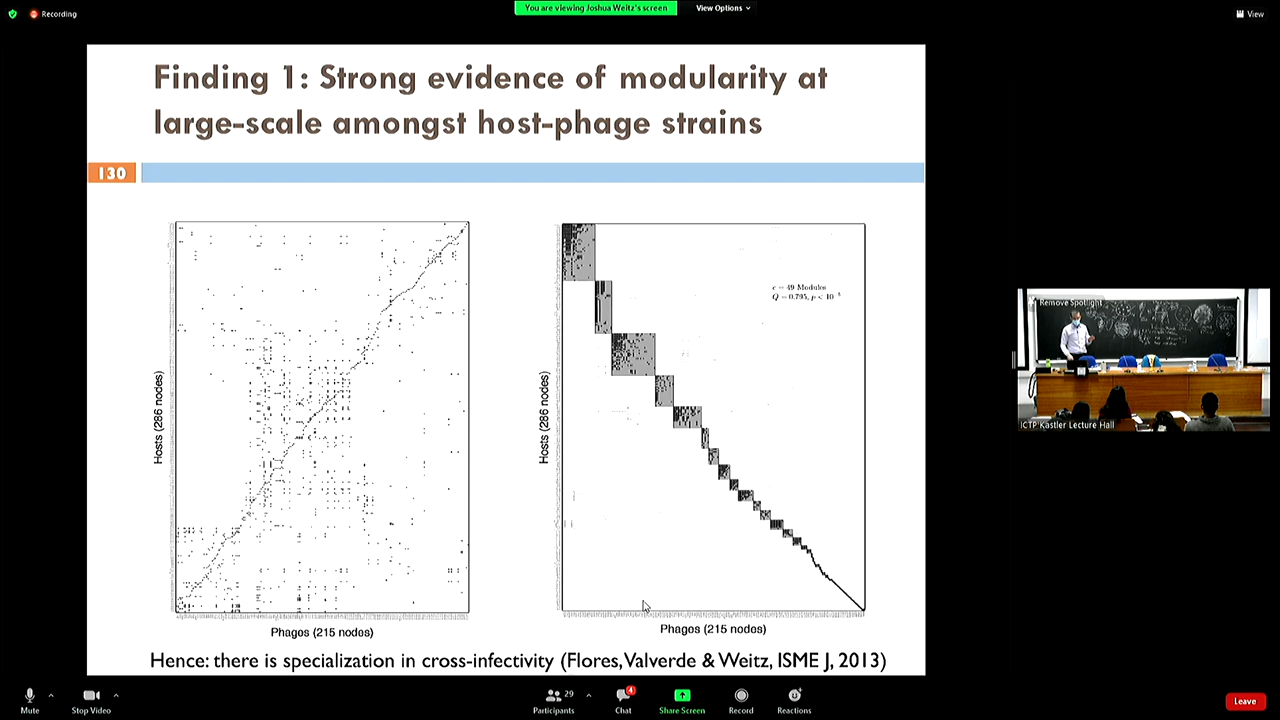 Recording
You are viewing Joshua Weitz's screen
View Options
View
Finding 1: Strong evidence of modularity at
large-scale amongst host-phage strains
130
Hosts (286 nodes)
Phages (215 nodes)
Hosts (286 nodes)
c = 49 Modules
Phages (215 nodes)
Hence: there is specialization in cross-infectivity (Flores, Valverde & Weitz, ISME J, 2013)
Remove Spotlight
ICTP Kastler Lecture Hall
Mute
Stop Video
29
Participants
4
Chat
Share Screen
Record
Reactions
Leave